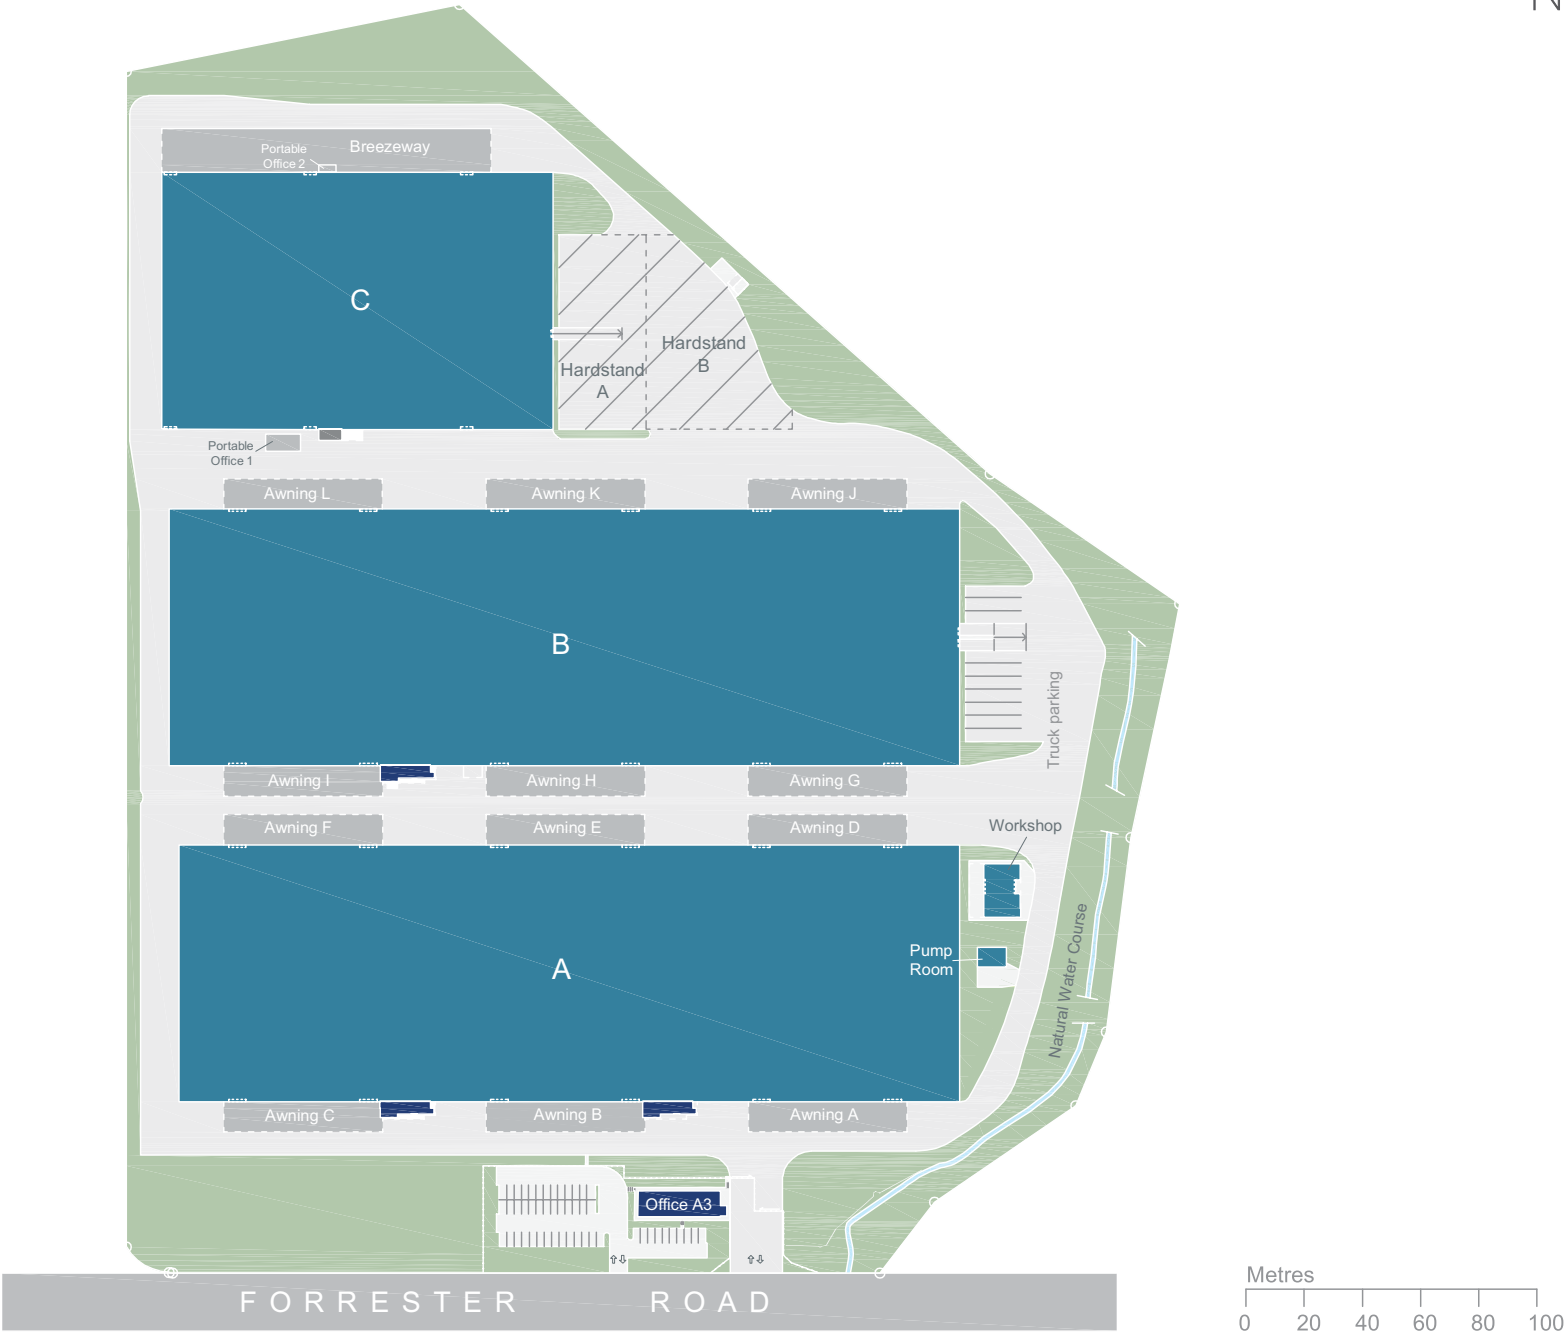 Portable
Office 2
Breezeway
C
Hardstand
B
Hardstand
A
Portable
Office 1
Awning L
Awning K
Awning J
B
Truck parking
Awning I
Awning H
Awning G
Awning F
Awning E
Awning D
Workshop
Pump
Room
A
Natural Water Course
Awning C
Awning B
Awning A
Office A3
FORRESTER ROAD
Metres
0 20 40 60 80 100